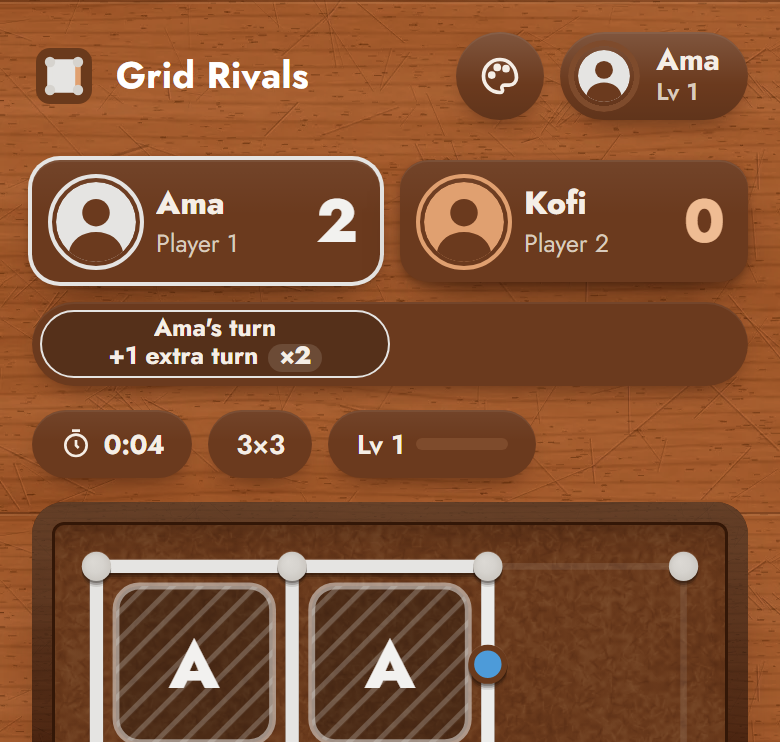 Grid Rivals
Ama
Lv 1
Ama
Player 1
2
Kofi
Player 2
0
Ama's turn
+1 extra turn ×2
0:04
3×3
Lv 1
A
A